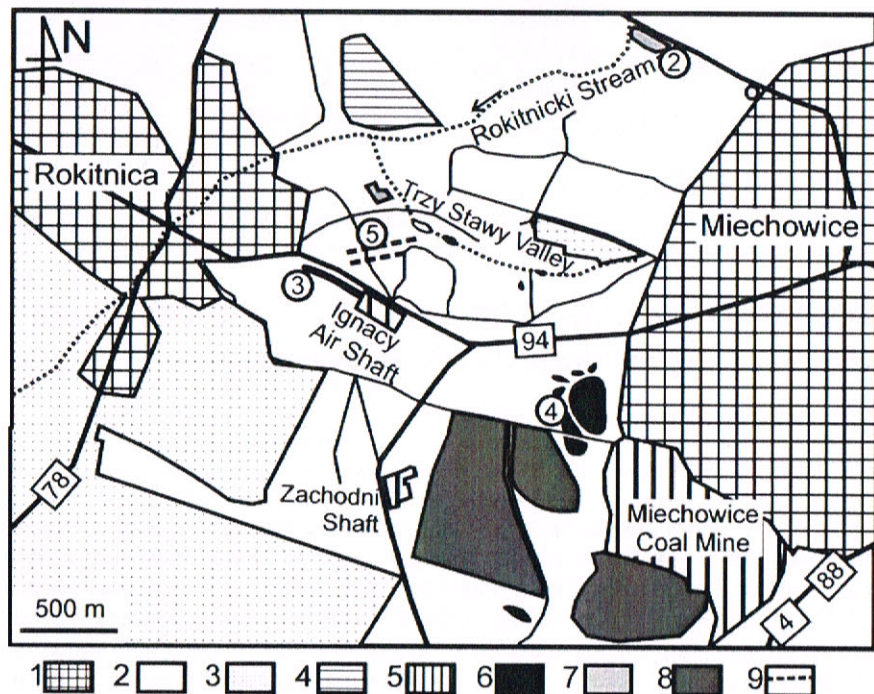 N
2
Rokitnicki Stream
Rokitnica
Trzy Stawy Valley
Miechowice
5
3
Ignacy
Air Shaft
94
4
78
Zachodni
Shaft
Miechowice
Coal Mine
88
4
500 m
1 2 3 4 5 6 7 8 9